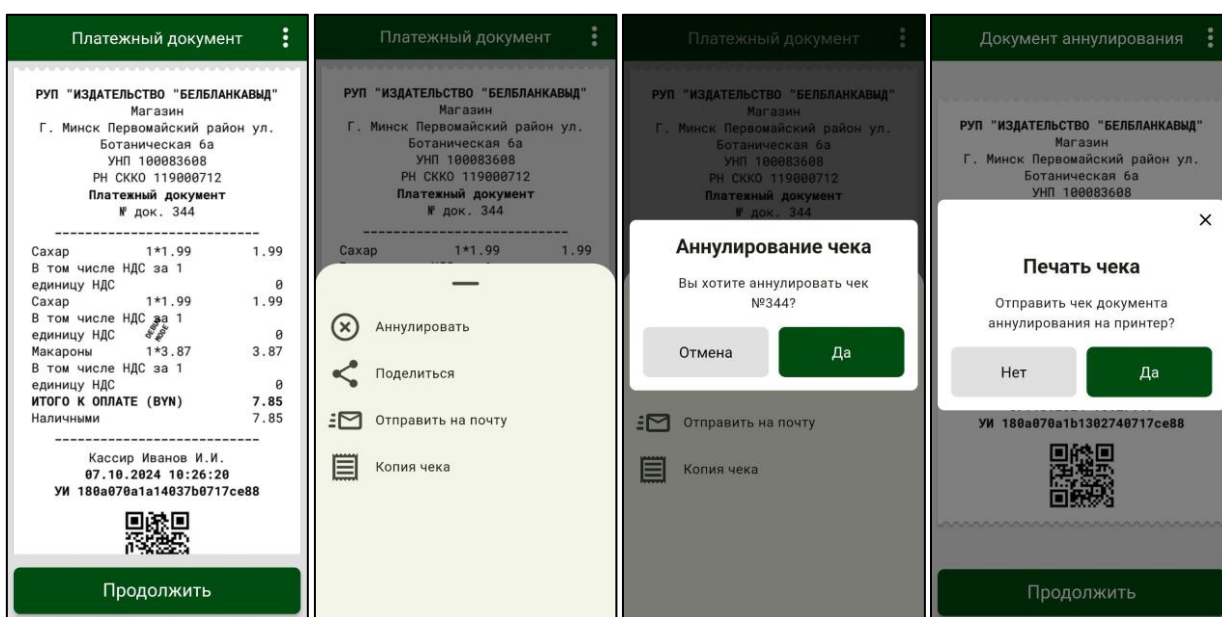 Платежный документ
РУП "ИЗДАТЕЛЬСТВО "БЕЛБЛАНКАВЫД"
Магазин
Г. Минск Первомайский район ул.
Ботаническая 6а
УНП 100083608
РН СККО 119000712
Платежный документ
№ док. 344
Сахар 1*1.99 1.99
В том числе НДС за 1
единицу НДС 0
Сахар 1*1.99 1.99
В том числе НДС за 1
единицу НДС 0
DEBUG
MODE
Макароны 1*3.87 3.87
В том числе НДС за 1
единицу НДС 0
ИТОГО К ОПЛАТЕ (BYN) 7.85
Наличными 7.85
Кассир Иванов И.И.
07.10.2024 10:26:20
УИ 180a070a1a14037b0717ce88
Продолжить
Платежный документ
РУП "ИЗДАТЕЛЬСТВО "БЕЛБЛАНКАВЫД"
Магазин
Г. Минск Первомайский район ул.
Ботаническая 6а
УНП 100083608
РН СККО 119000712
Платежный документ
№ док. 344
Сахар 1*1.99 1.99
Аннулировать
Поделиться
Отправить на почту
Копия чека
Платежный документ
РУП "ИЗДАТЕЛЬСТВО "БЕЛБЛАНКАВЫД"
Магазин
Г. Минск Первомайский район ул.
Ботаническая 6а
УНП 100083608
РН СККО 119000712
Платежный документ
№ док. 344
Аннулирование чека
Вы хотите аннулировать чек
№344?
Отмена Да
Отправить на почту
Копия чека
Документ аннулирования
РУП "ИЗДАТЕЛЬСТВО "БЕЛБЛАНКАВЫД"
Магазин
Г. Минск Первомайский район ул.
Ботаническая 6а
УНП 100083608
Печать чека
Отправить чек документа
аннулирования на принтер?
Нет Да
УИ 180a070a1b1302740717ce88
Продолжить